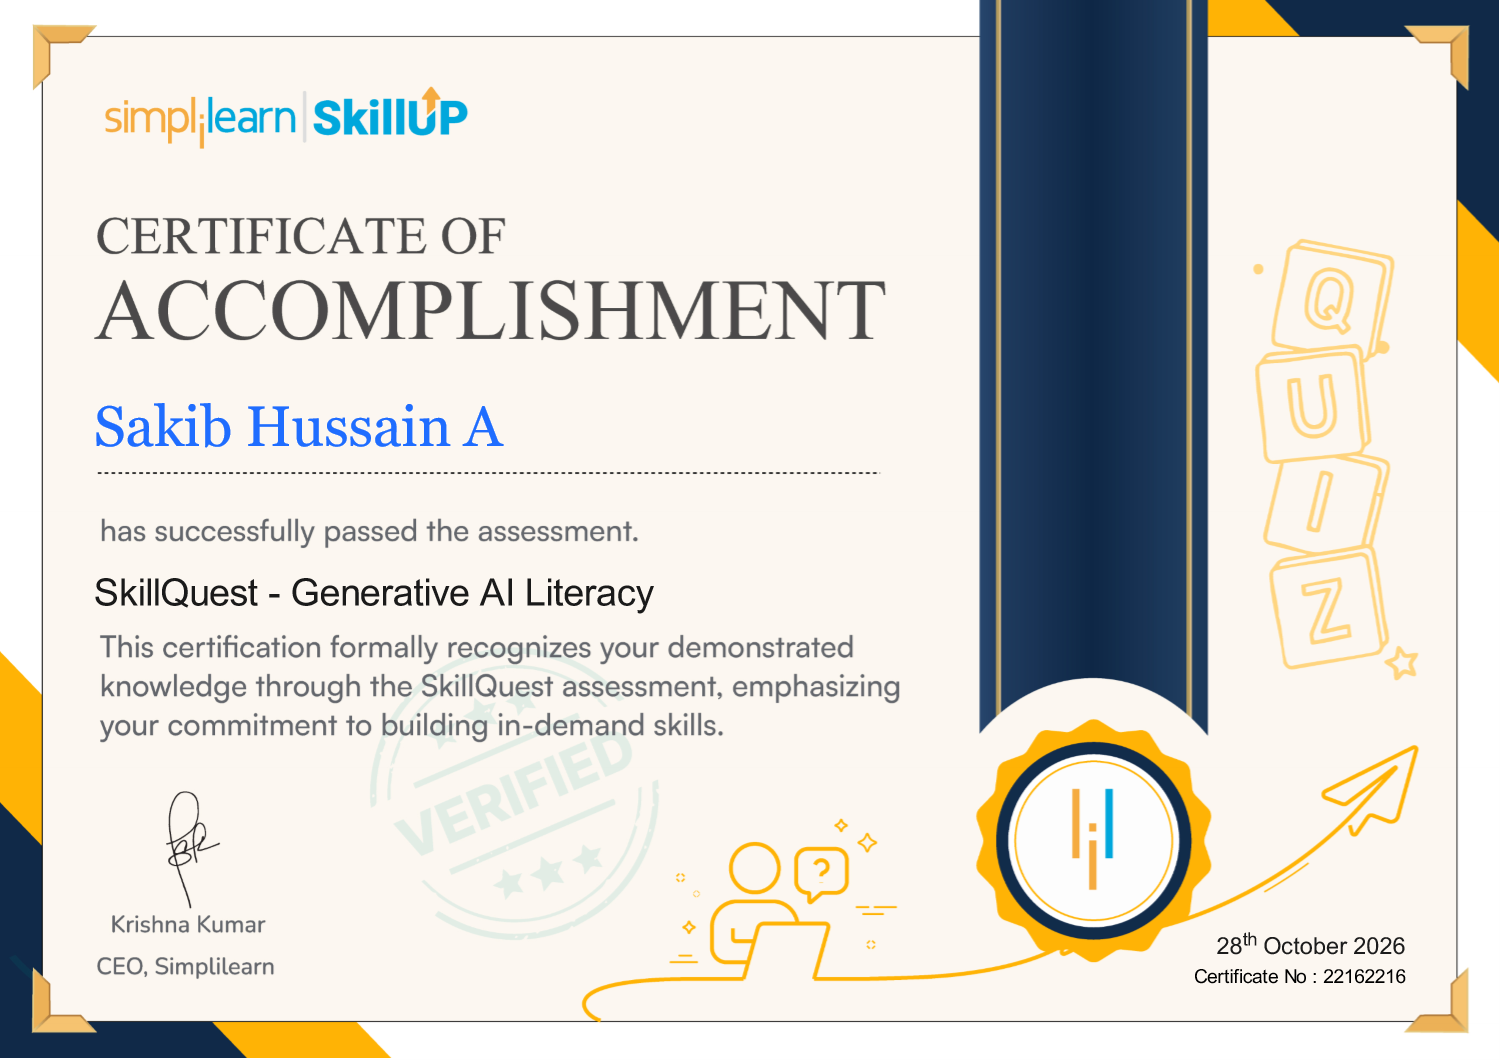 simplilearn | SkillUP
CERTIFICATE OF
ACCOMPLISHMENT
Sakib Hussain A
has successfully passed the assessment.
SkillQuest - Generative AI Literacy
This certification formally recognizes your demonstrated
knowledge through the SkillQuest assessment, emphasizing
your commitment to building in-demand skills.
VERIFIED
Krishna Kumar
CEO, Simplilearn
?
Q
U
I
Z
28th October 2026
Certificate No : 22162216